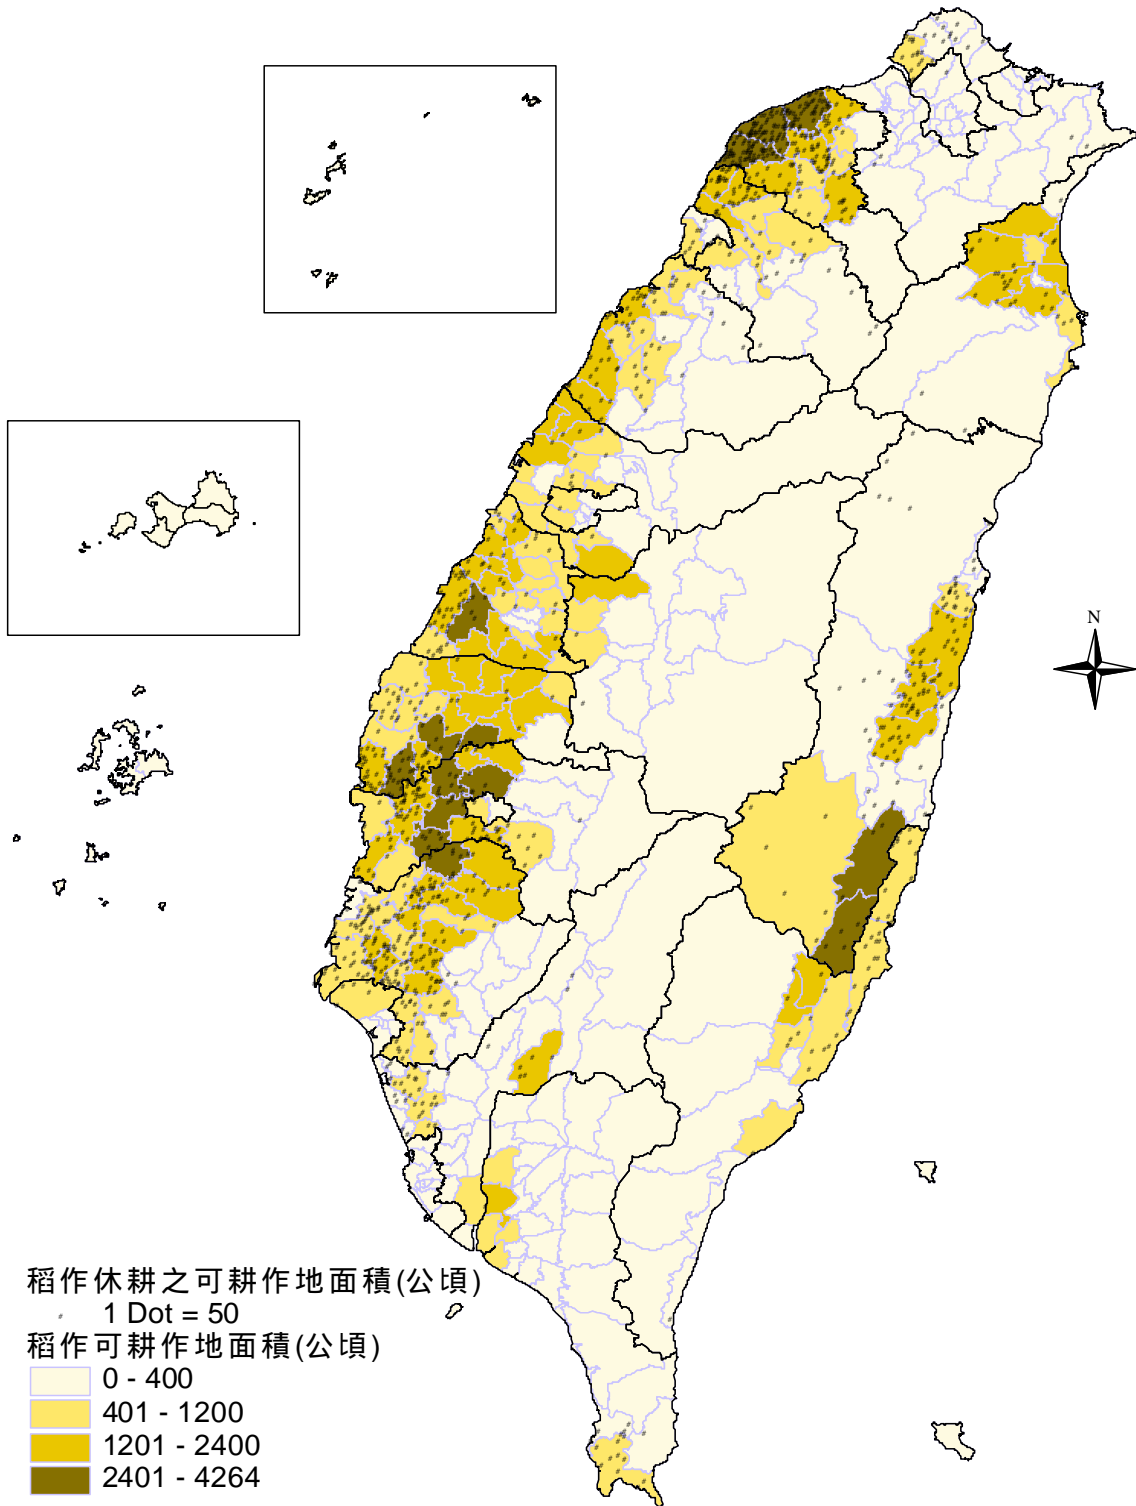 N
稻作休耕之可耕作地面積(公頃)
1 Dot = 50
稻作可耕作地面積(公頃)
0 - 400
401 - 1200
1201 - 2400
2401 - 4264